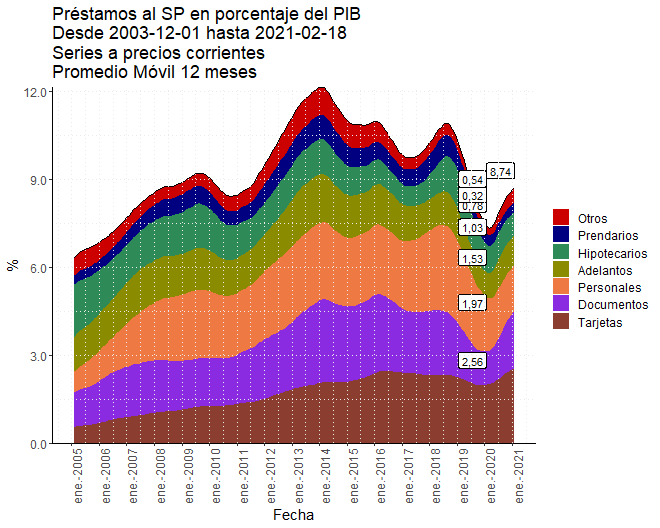 Préstamos al SP en porcentaje del PIB
Desde 2003-12-01 hasta 2021-02-18
Series a precios corrientes
Promedio Móvil 12 meses
%
12.0
9.0
6.0
3.0
0.0
8,74
0,54
0,32
0,78
1,03
1,53
1,97
2,56
Otros
Prendarios
Hipotecarios
Adelantos
Personales
Documentos
Tarjetas
ene.-2005
ene.-2006
ene.-2007
ene.-2008
ene.-2009
ene.-2010
ene.-2011
ene.-2012
ene.-2013
ene.-2014
ene.-2015
ene.-2016
ene.-2017
ene.-2018
ene.-2019
ene.-2020
ene.-2021
Fecha